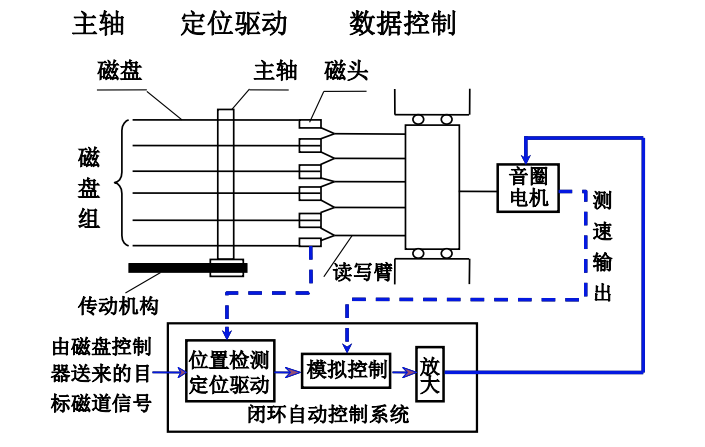 主轴 定位驱动 数据控制
磁盘 主轴 磁头
磁
盘
组
音圈
电机
测
速
输
出
读写臂
传动机构
由磁盘控制
器送来的目
标磁道信号
位置检测
定位驱动
模拟控制
放
大
闭环自动控制系统